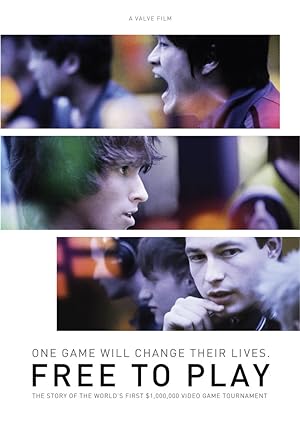 A VALVE FILM
ONE GAME WILL CHANGE THEIR LIVES.
FREE TO PLAY
THE STORY OF THE WORLD'S FIRST $1,000,000 VIDEO GAME TOURNAMENT